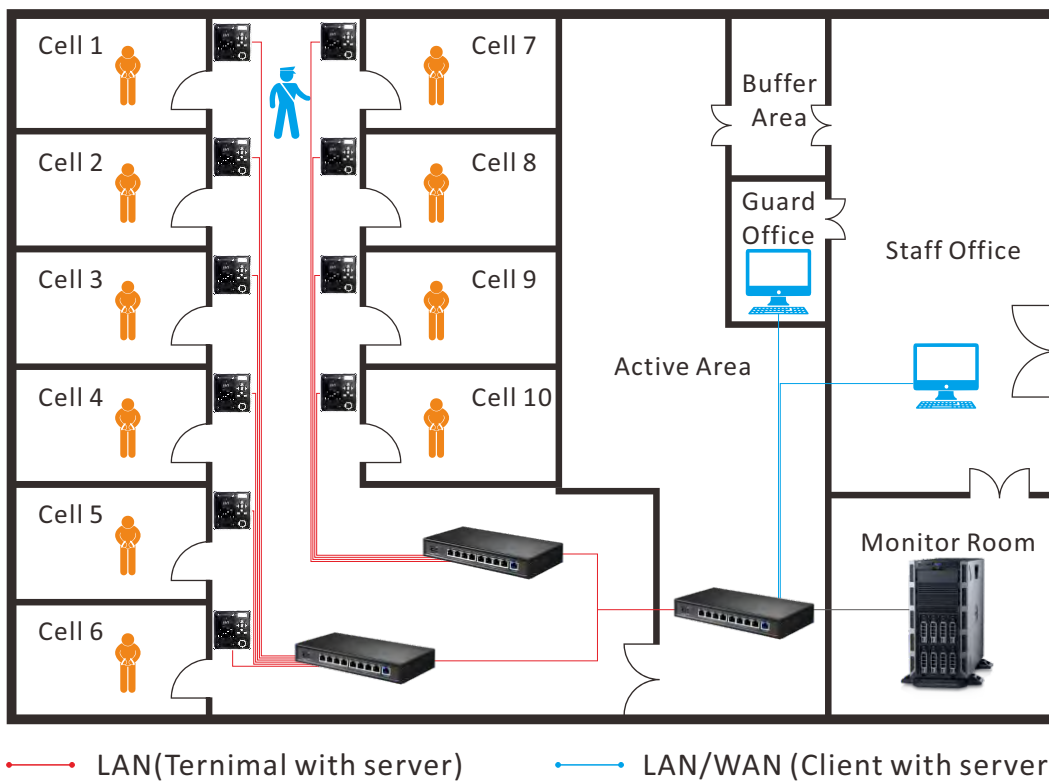 Cell 1
Cell 7
Buffer
Area
Cell 2
Cell 8
Guard
Office
Cell 3
Cell 9
Staff Office
Active Area
Cell 4
Cell 10
Cell 5
Monitor Room
Cell 6
LAN(Ternimal with server)
LAN/WAN (Client with server